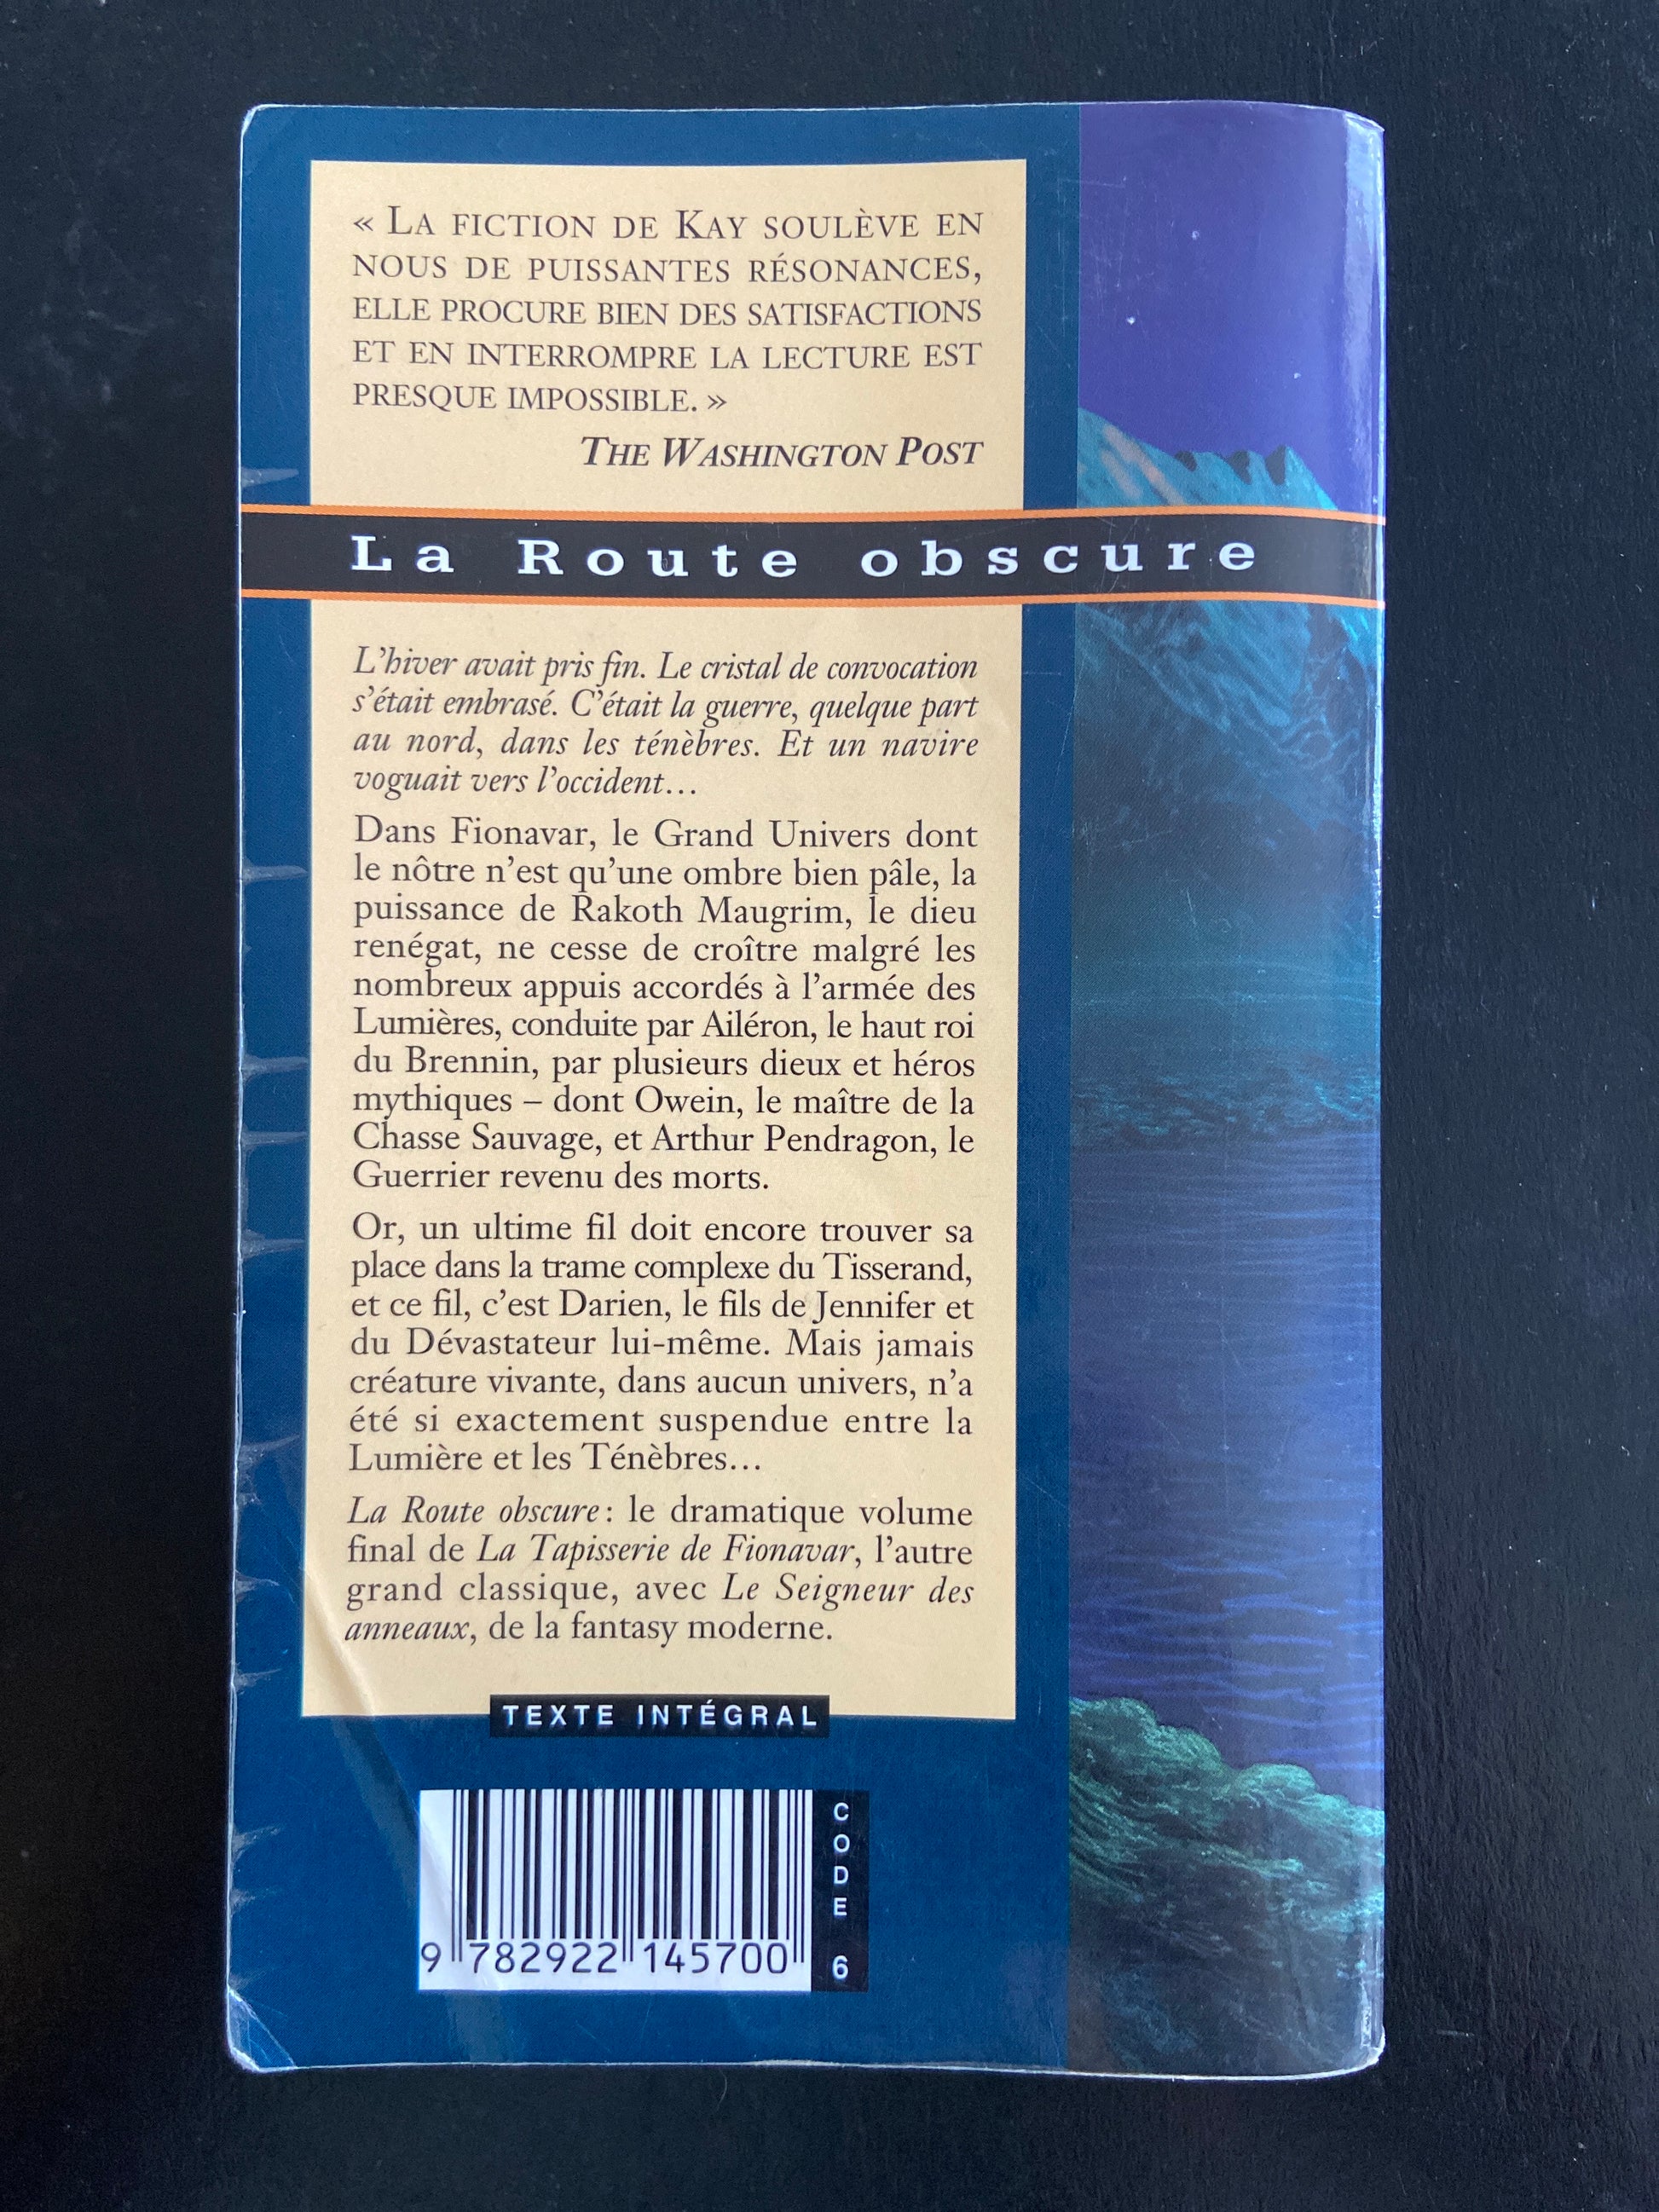 « LA FICTION DE KAY SOULÈVE EN
NOUS DE PUISSANTES RÉSONANCES,
ELLE PROCURE BIEN DES SATISFACTIONS
ET EN INTERROMPRE LA LECTURE EST
PRESQUE IMPOSSIBLE. »
THE WASHINGTON POST
La Route obscure
L'hiver avait pris fin. Le cristal de convocation
s'était embrasé. C'était la guerre, quelque part
au nord, dans les ténèbres. Et un navire
voguait vers l'occident...
Dans Fionavar, le Grand Univers dont
le nôtre n'est qu'une ombre bien pâle, la
puissance de Rakoth Maugrim, le dieu
renégat, ne cesse de croître malgré les
nombreux appuis accordés à l'armée des
Lumières, conduite par Ailéron, le haut roi
du Brennin, par plusieurs dieux et héros
mythiques – dont Owein, le maître de la
Chasse Sauvage, et Arthur Pendragon, le
Guerrier revenu des morts.
Or, un ultime fil doit encore trouver sa
place dans la trame complexe du Tisserand,
et ce fil, c'est Darien, le fils de Jennifer et
du Dévastateur lui-même. Mais jamais
créature vivante, dans aucun univers, n'a
été si exactement suspendue entre la
Lumière et les Ténèbres...
La Route obscure : le dramatique volume
final de La Tapisserie de Fionavar, l'autre
grand classique, avec Le Seigneur des
anneaux, de la fantasy moderne.
TEXTE INTÉGRAL
9 782922 145700
CODE 6